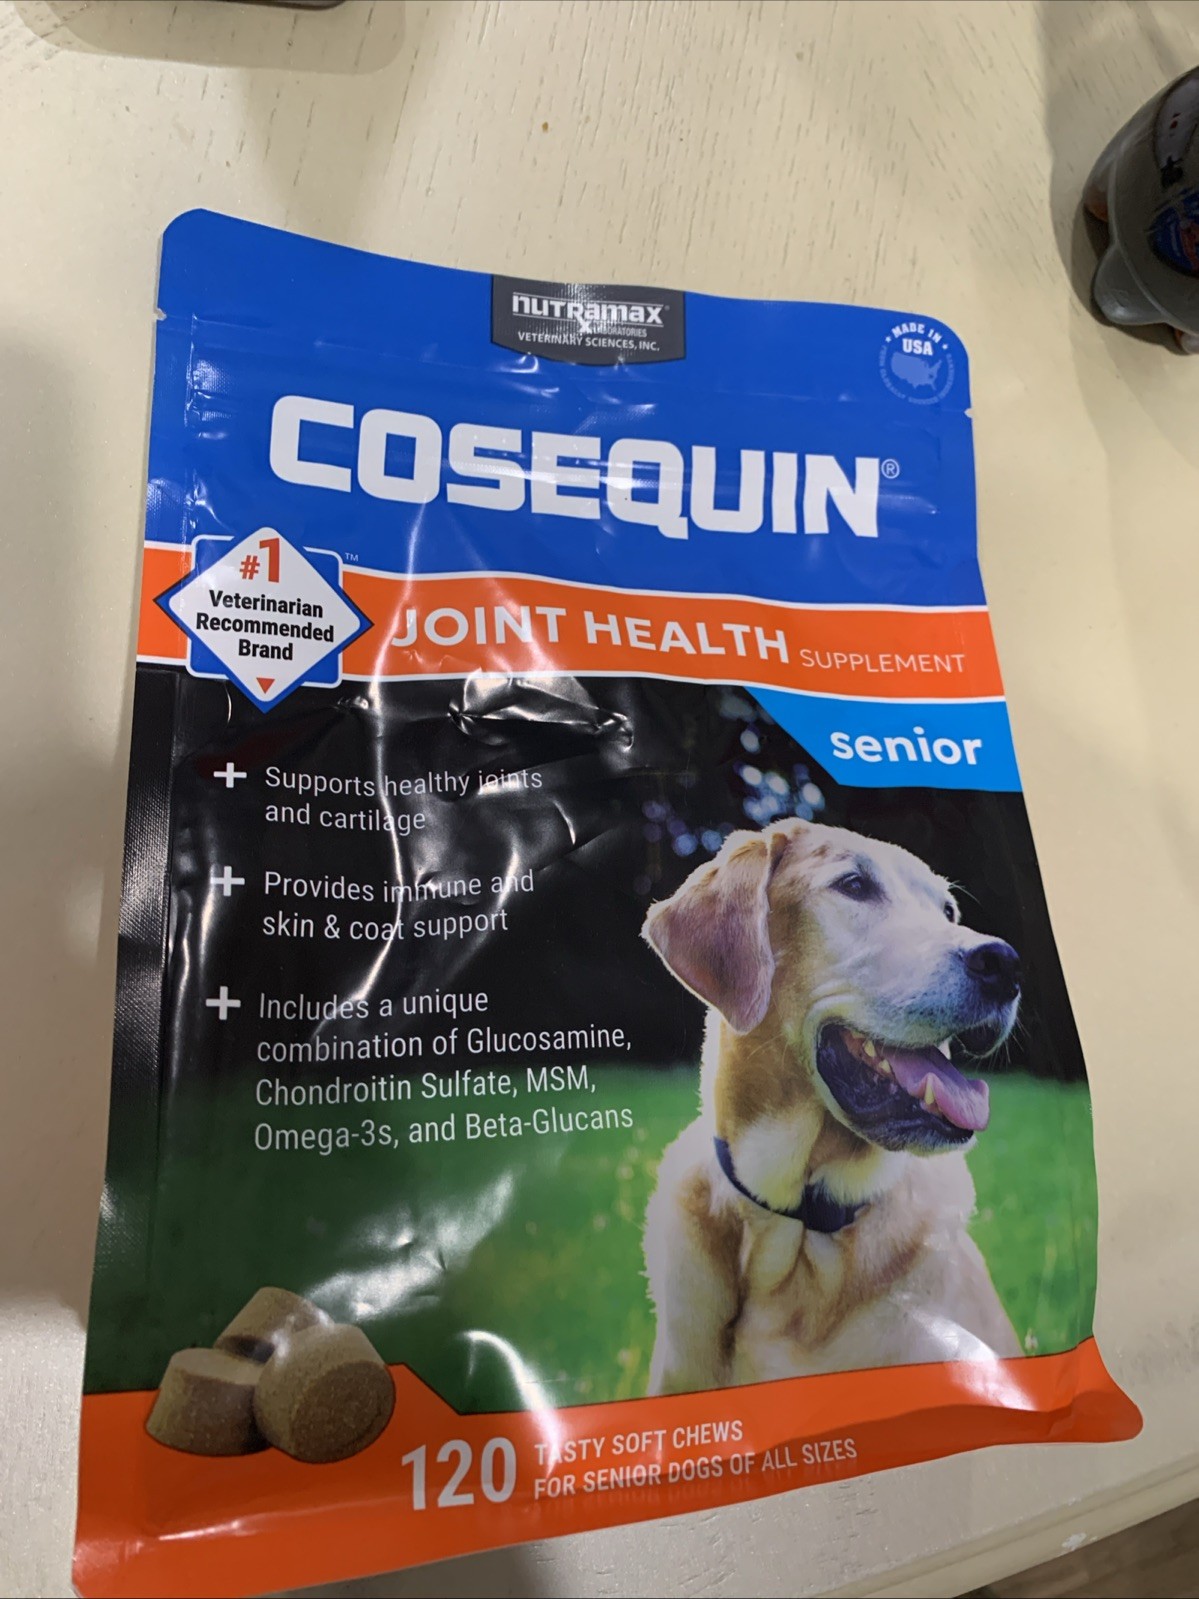 nutramax®
LABORATORIES
VETERINARY SCIENCES, INC.
MADE IN
USA
COSEQUIN®
#1
Veterinarian
Recommended
Brand
™
JOINT HEALTH SUPPLEMENT
senior
+ Supports healthy joints
and cartilage
+ Provides immune and
skin & coat support
+ Includes a unique
combination of Glucosamine,
Chondroitin Sulfate, MSM,
Omega-3s, and Beta-Glucans
120 TASTY SOFT CHEWS
FOR SENIOR DOGS OF ALL SIZES